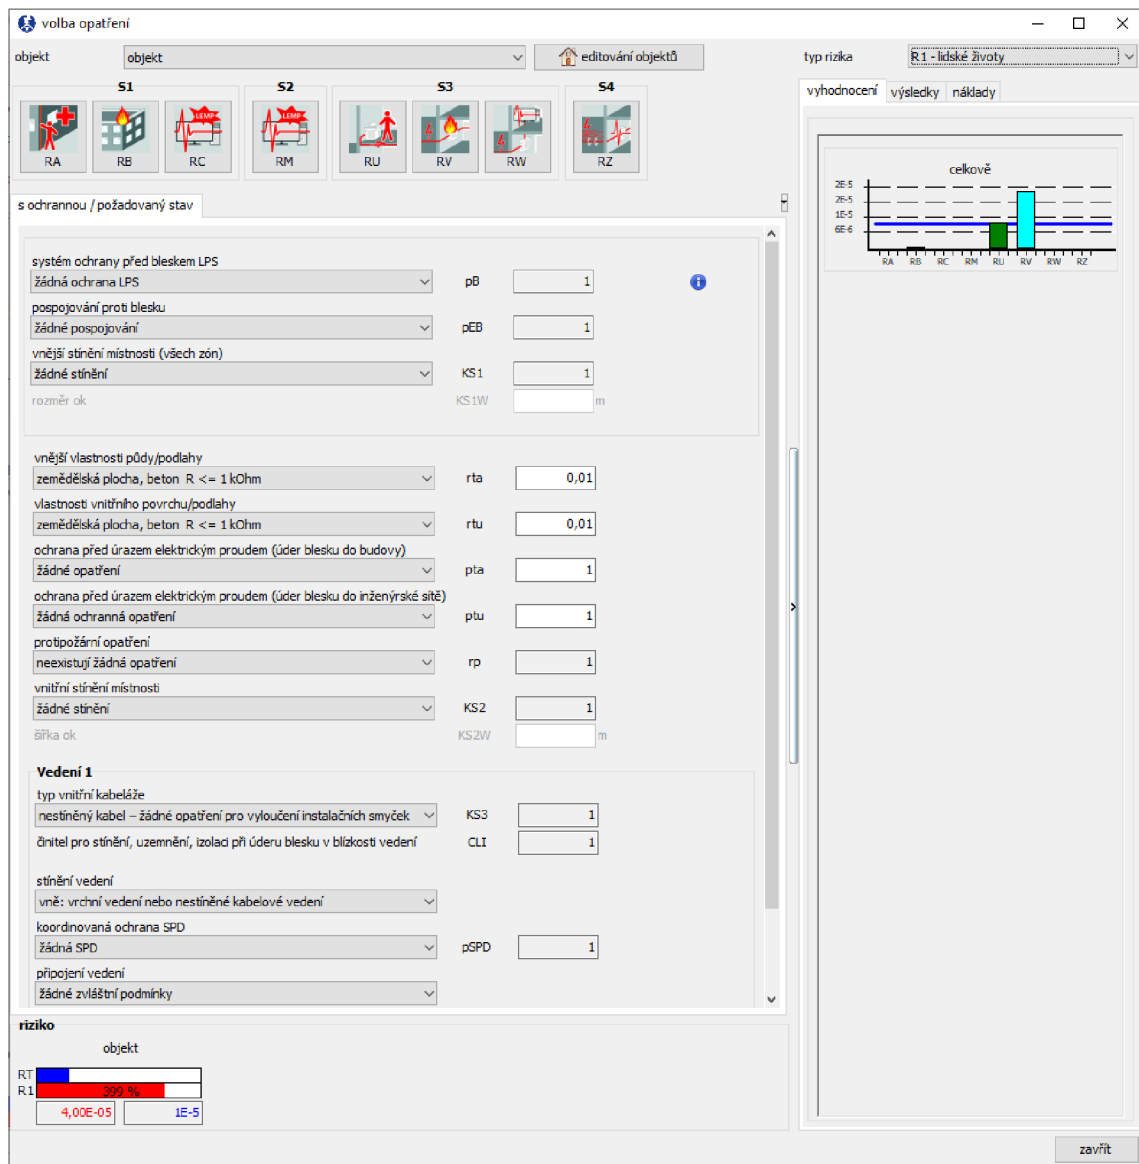 volba opatření
objekt
objekt
editování objektů
typ rizika
R1 - lidské životy
S1
S2
S3
S4
LEMP
LEMP
RA
RB
RC
RM
RU
RV
RW
RZ
vyhodnocení
výsledky
náklady
celkově
2E-5
2E-5
1E-5
6E-6
RA
RB
RC
RM
RU
RV
RW
RZ
s ochrannou / požadovaný stav
systém ochrany před bleskem LPS
žádná ochrana LPS
pB
1
pospojování proti blesku
žádné pospojování
pEB
1
vnější stínění místnosti (všech zón)
žádné stínění
KS1
1
rozměr ok
KS1W
m
vnější vlastnosti půdy/podlahy
zemědělská plocha, beton R <= 1 kOhm
rta
0,01
vlastnosti vnitřního povrchu/podlahy
zemědělská plocha, beton R <= 1 kOhm
rtu
0,01
ochrana před úrazem elektrickým proudem (úder blesku do budovy)
žádné opatření
pta
1
ochrana před úrazem elektrickým proudem (úder blesku do inženýrské sítě)
žádná ochranná opatření
ptu
1
protipožární opatření
neexistují žádná opatření
rp
1
vnitřní stínění místnosti
žádné stínění
KS2
1
šířka ok
KS2W
m
Vedení 1
typ vnitřní kabeláže
nestíněný kabel – žádné opatření pro vyloučení instalačních smyček
KS3
1
činitel pro stínění, uzemnění, izolaci při úderu blesku v blízkosti vedení
CLI
1
stínění vedení
vně: vrchní vedení nebo nestíněné kabelové vedení
koordinovaná ochrana SPD
žádná SPD
pSPD
1
připojení vedení
žádné zvláštní podmínky
riziko
objekt
RT
R1
399 %
4,00E-05
1E-5
zavřít